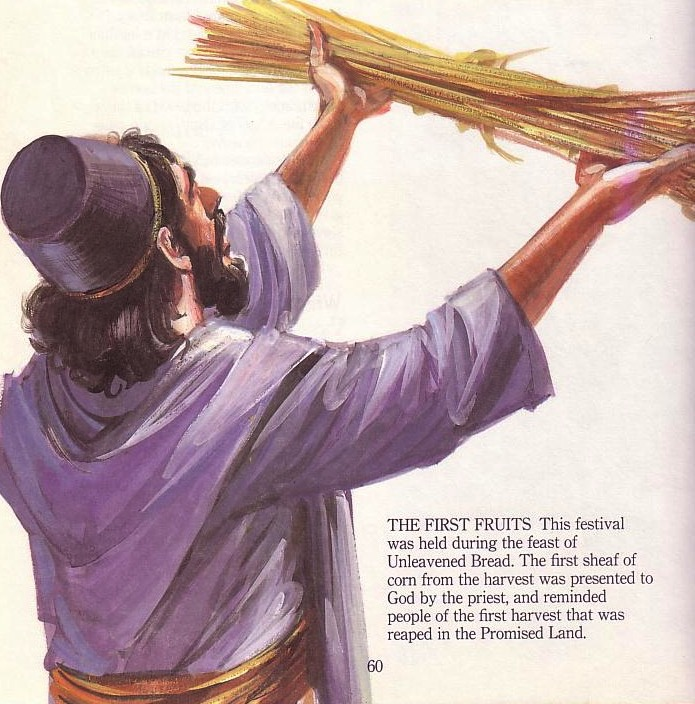 THE FIRST FRUITS This festival
was held during the feast of
Unleavened Bread. The first sheaf of
corn from the harvest was presented to
God by the priest, and reminded
people of the first harvest that was
reaped in the Promised Land.
60